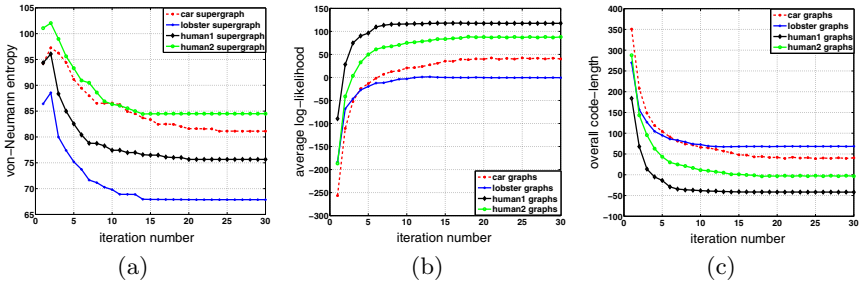 105
100
95
90
85
80
75
70
65
0
5
10
15
20
25
30
von-Neumann entropy
iteration number
car supergraph
lobster supergraph
human1 supergraph
human2 supergraph
(a)
200
150
100
50
0
−50
−100
−150
−200
−250
−300
0
5
10
15
20
25
30
average log-likelihood
iteration number
car graphs
lobster graphs
human1 graphs
human2 graphs
(b)
400
350
300
250
200
150
100
50
0
−50
−100
0
5
10
15
20
25
30
overall code-length
iteration number
car graphs
lobster graphs
human1 graphs
human2 graphs
(c)